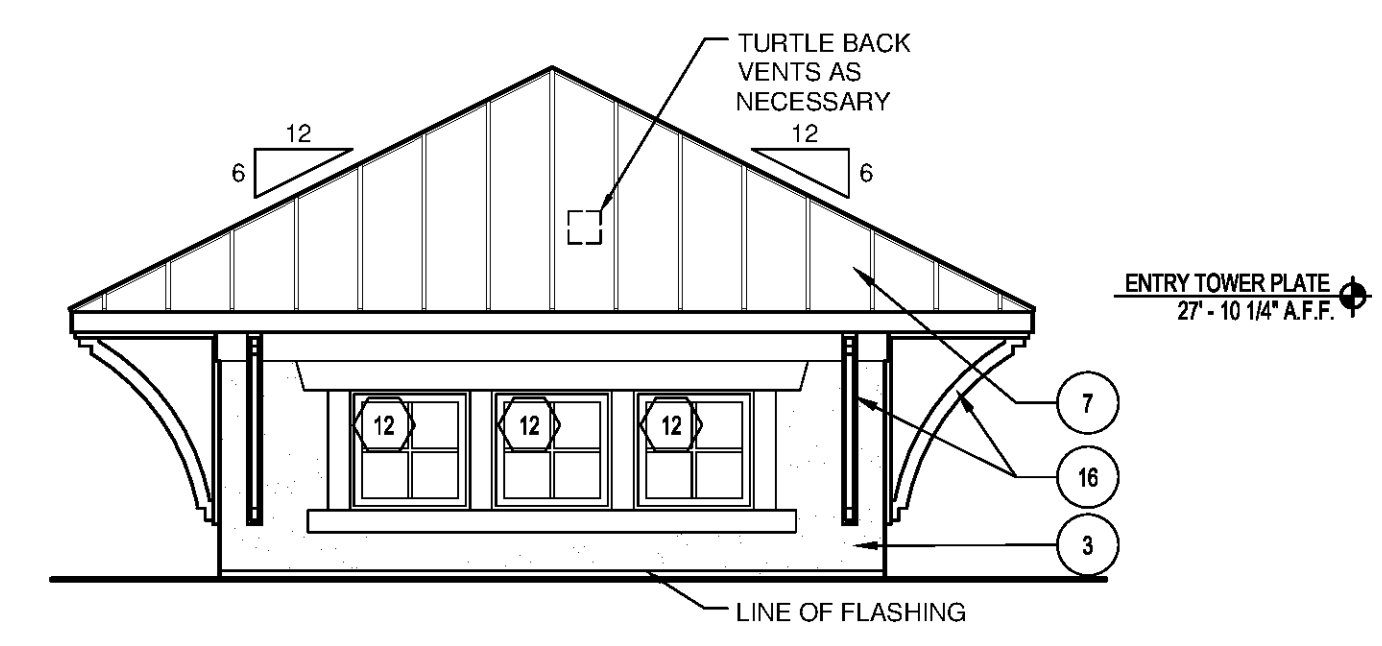 TURTLE BACK
VENTS AS
NECESSARY
12
12
6
6
ENTRY TOWER PLATE
27' - 10 1/4" A.F.F.
7
12
12
12
16
3
LINE OF FLASHING